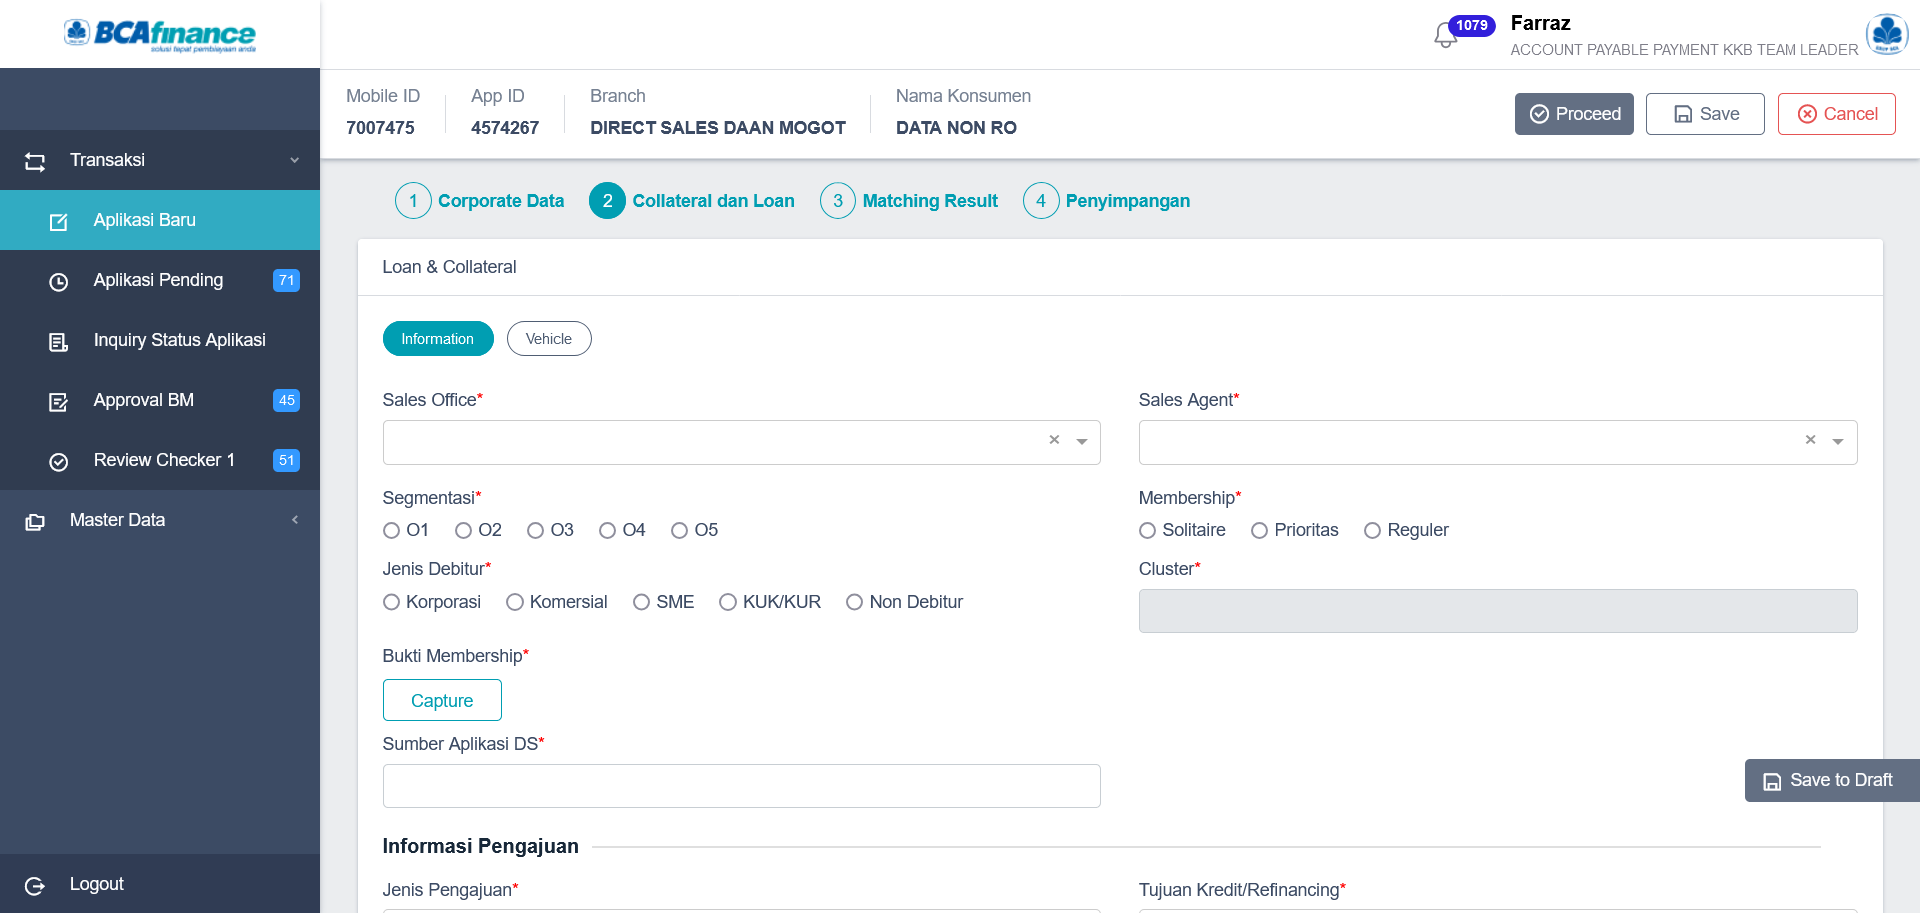 BCAfinance
solusi tepat pembiayaan anda
1079
Farraz
ACCOUNT PAYABLE PAYMENT KKB TEAM LEADER
Mobile ID
7007475
App ID
4574267
Branch
DIRECT SALES DAAN MOGOT
Nama Konsumen
DATA NON RO
Proceed
Save
Cancel
Transaksi
Aplikasi Baru
Aplikasi Pending 71
Inquiry Status Aplikasi
Approval BM 45
Review Checker 1 51
Master Data
Logout
1 Corporate Data
2 Collateral dan Loan
3 Matching Result
4 Penyimpangan
Loan & Collateral
Information Vehicle
Sales Office*
Sales Agent*
Segmentasi*
O1 O2 O3 O4 O5
Membership*
Solitaire Prioritas Reguler
Jenis Debitur*
Korporasi Komersial SME KUK/KUR Non Debitur
Cluster*
Bukti Membership*
Capture
Sumber Aplikasi DS*
Save to Draft
Informasi Pengajuan
Jenis Pengajuan*
Tujuan Kredit/Refinancing*